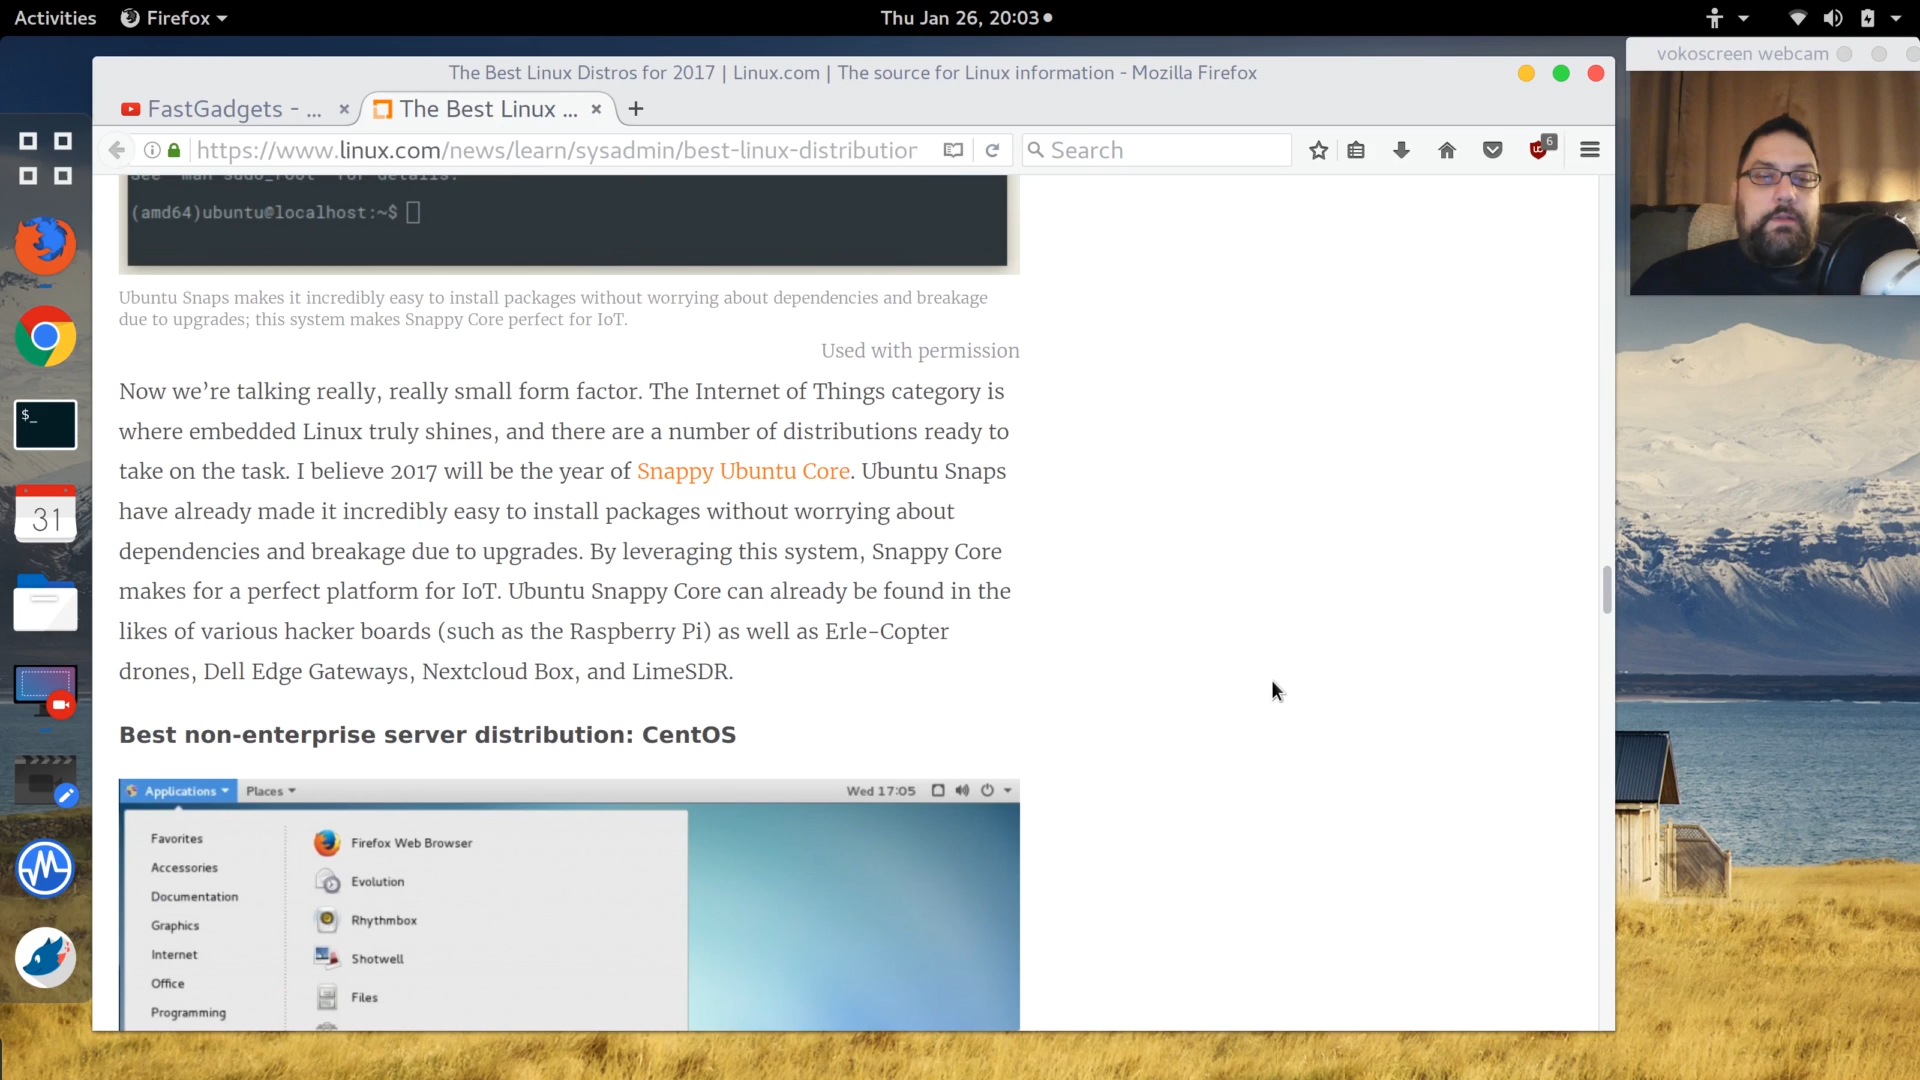 Activities Firefox Thu Jan 26, 20:03
vokoscreen webcam
The Best Linux Distros for 2017 | Linux.com | The source for Linux information - Mozilla Firefox
FastGadgets - ... The Best Linux ...
https://www.linux.com/news/learn/sysadmin/best-linux-distribution Search 6
See "man sudo_root" for details.
(amd64)ubuntu@localhost:~$
Ubuntu Snaps makes it incredibly easy to install packages without worrying about dependencies and breakage
due to upgrades; this system makes Snappy Core perfect for IoT.
Used with permission
Now we’re talking really, really small form factor. The Internet of Things category is
where embedded Linux truly shines, and there are a number of distributions ready to
take on the task. I believe 2017 will be the year of Snappy Ubuntu Core. Ubuntu Snaps
have already made it incredibly easy to install packages without worrying about
dependencies and breakage due to upgrades. By leveraging this system, Snappy Core
makes for a perfect platform for IoT. Ubuntu Snappy Core can already be found in the
likes of various hacker boards (such as the Raspberry Pi) as well as Erle-Copter
drones, Dell Edge Gateways, Nextcloud Box, and LimeSDR.
Best non-enterprise server distribution: CentOS
Applications Places Wed 17:05
Favorites
Accessories
Documentation
Graphics
Internet
Office
Programming
Firefox Web Browser
Evolution
Rhythmbox
Shotwell
Files
$_
31